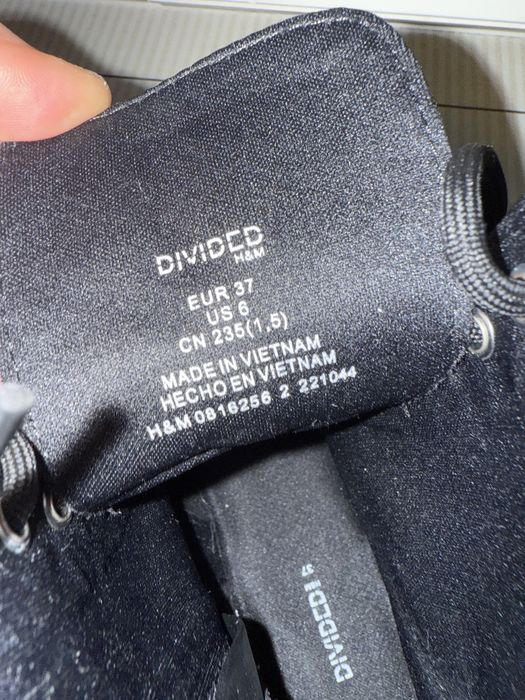 DIVIDED
H&M
EUR 37
US 6
CN 235(1,5)
MADE IN VIETNAM
HECHO EN VIETNAM
H&M 0816256 2 221044
DIVIDED